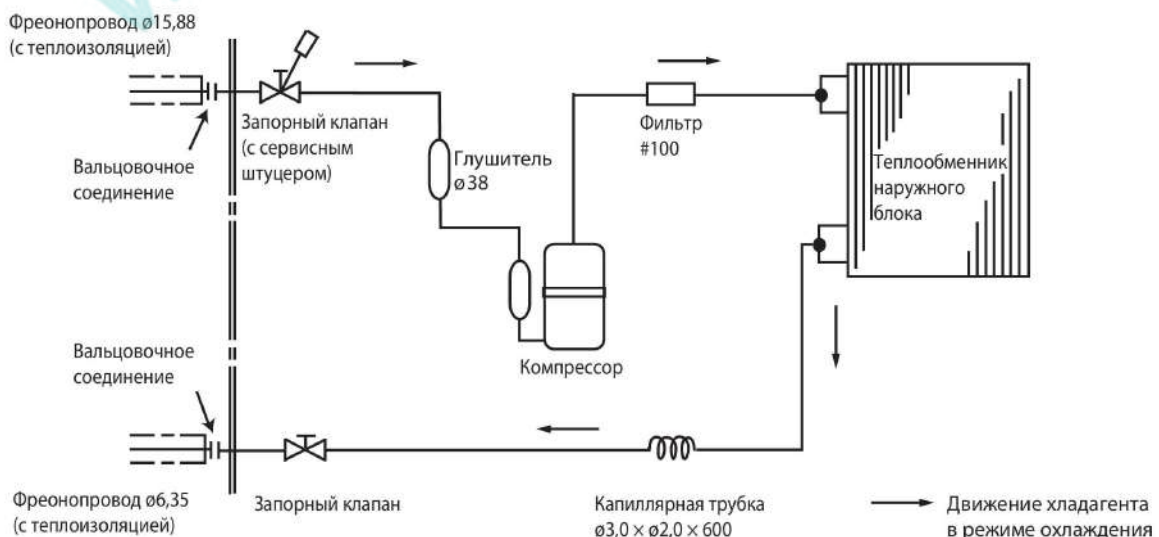 Фреонопровод ø15,88
(с теплоизоляцией)
Вальцовочное
соединение
Запорный клапан
(с сервисным
штуцером)
Глушитель
ø38
Фильтр
#100
Теплообменник
наружного
блока
Компрессор
Вальцовочное
соединение
Фреонопровод ø6,35
(с теплоизоляцией)
Запорный клапан
Капиллярная трубка
ø3,0 × ø2,0 × 600
Движение хладагента
в режиме охлаждения